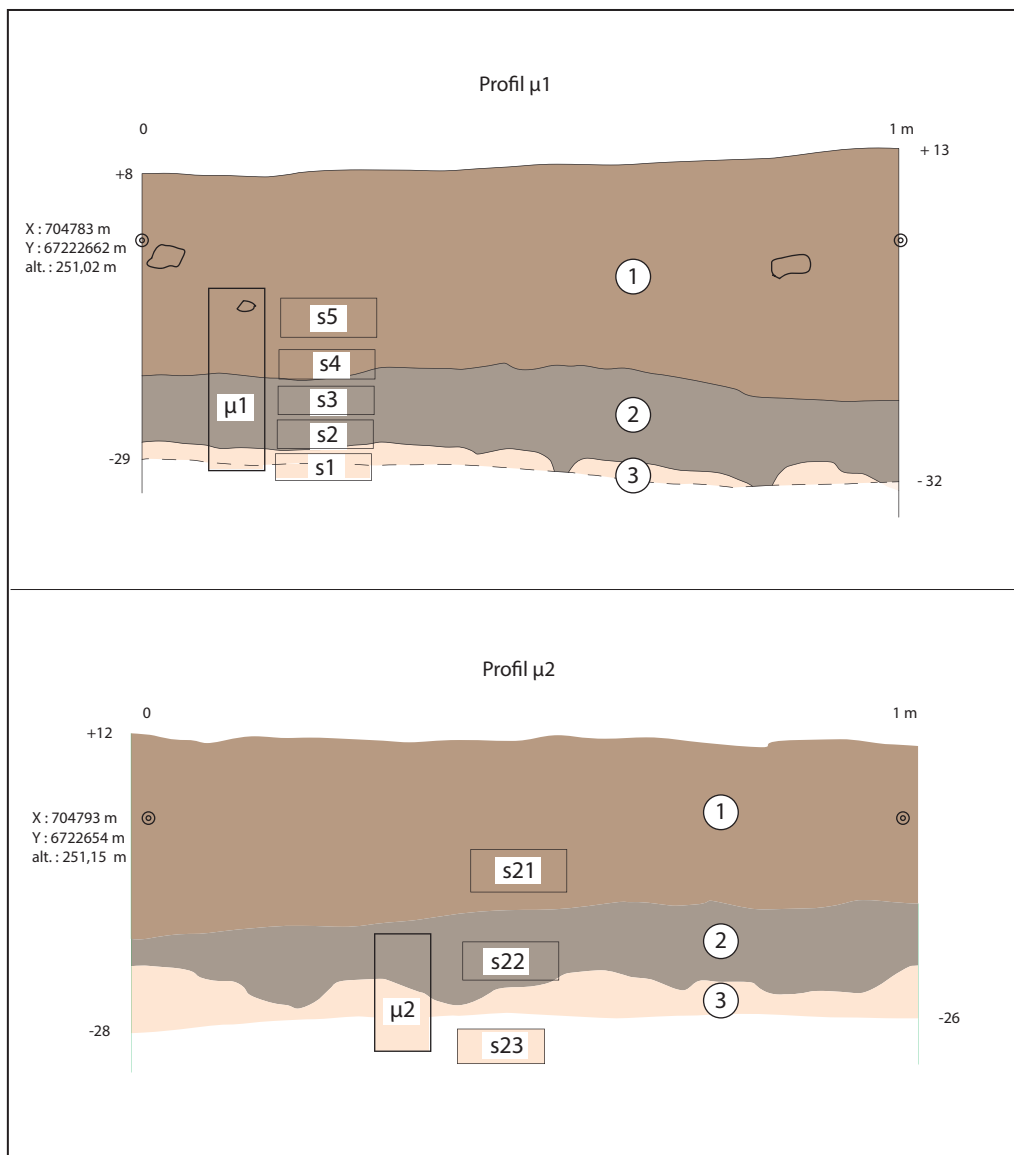 Profil µ1
0
1 m
+8
+ 13
X : 704783 m
Y : 67222662 m
alt. : 251,02 m
1
s5
s4
s3
µ1
2
s2
-29
s1
3
- 32
Profil µ2
0
1 m
+12
X : 704793 m
Y : 6722654 m
alt. : 251,15 m
1
s21
2
s22
3
µ2
-28
-26
s23